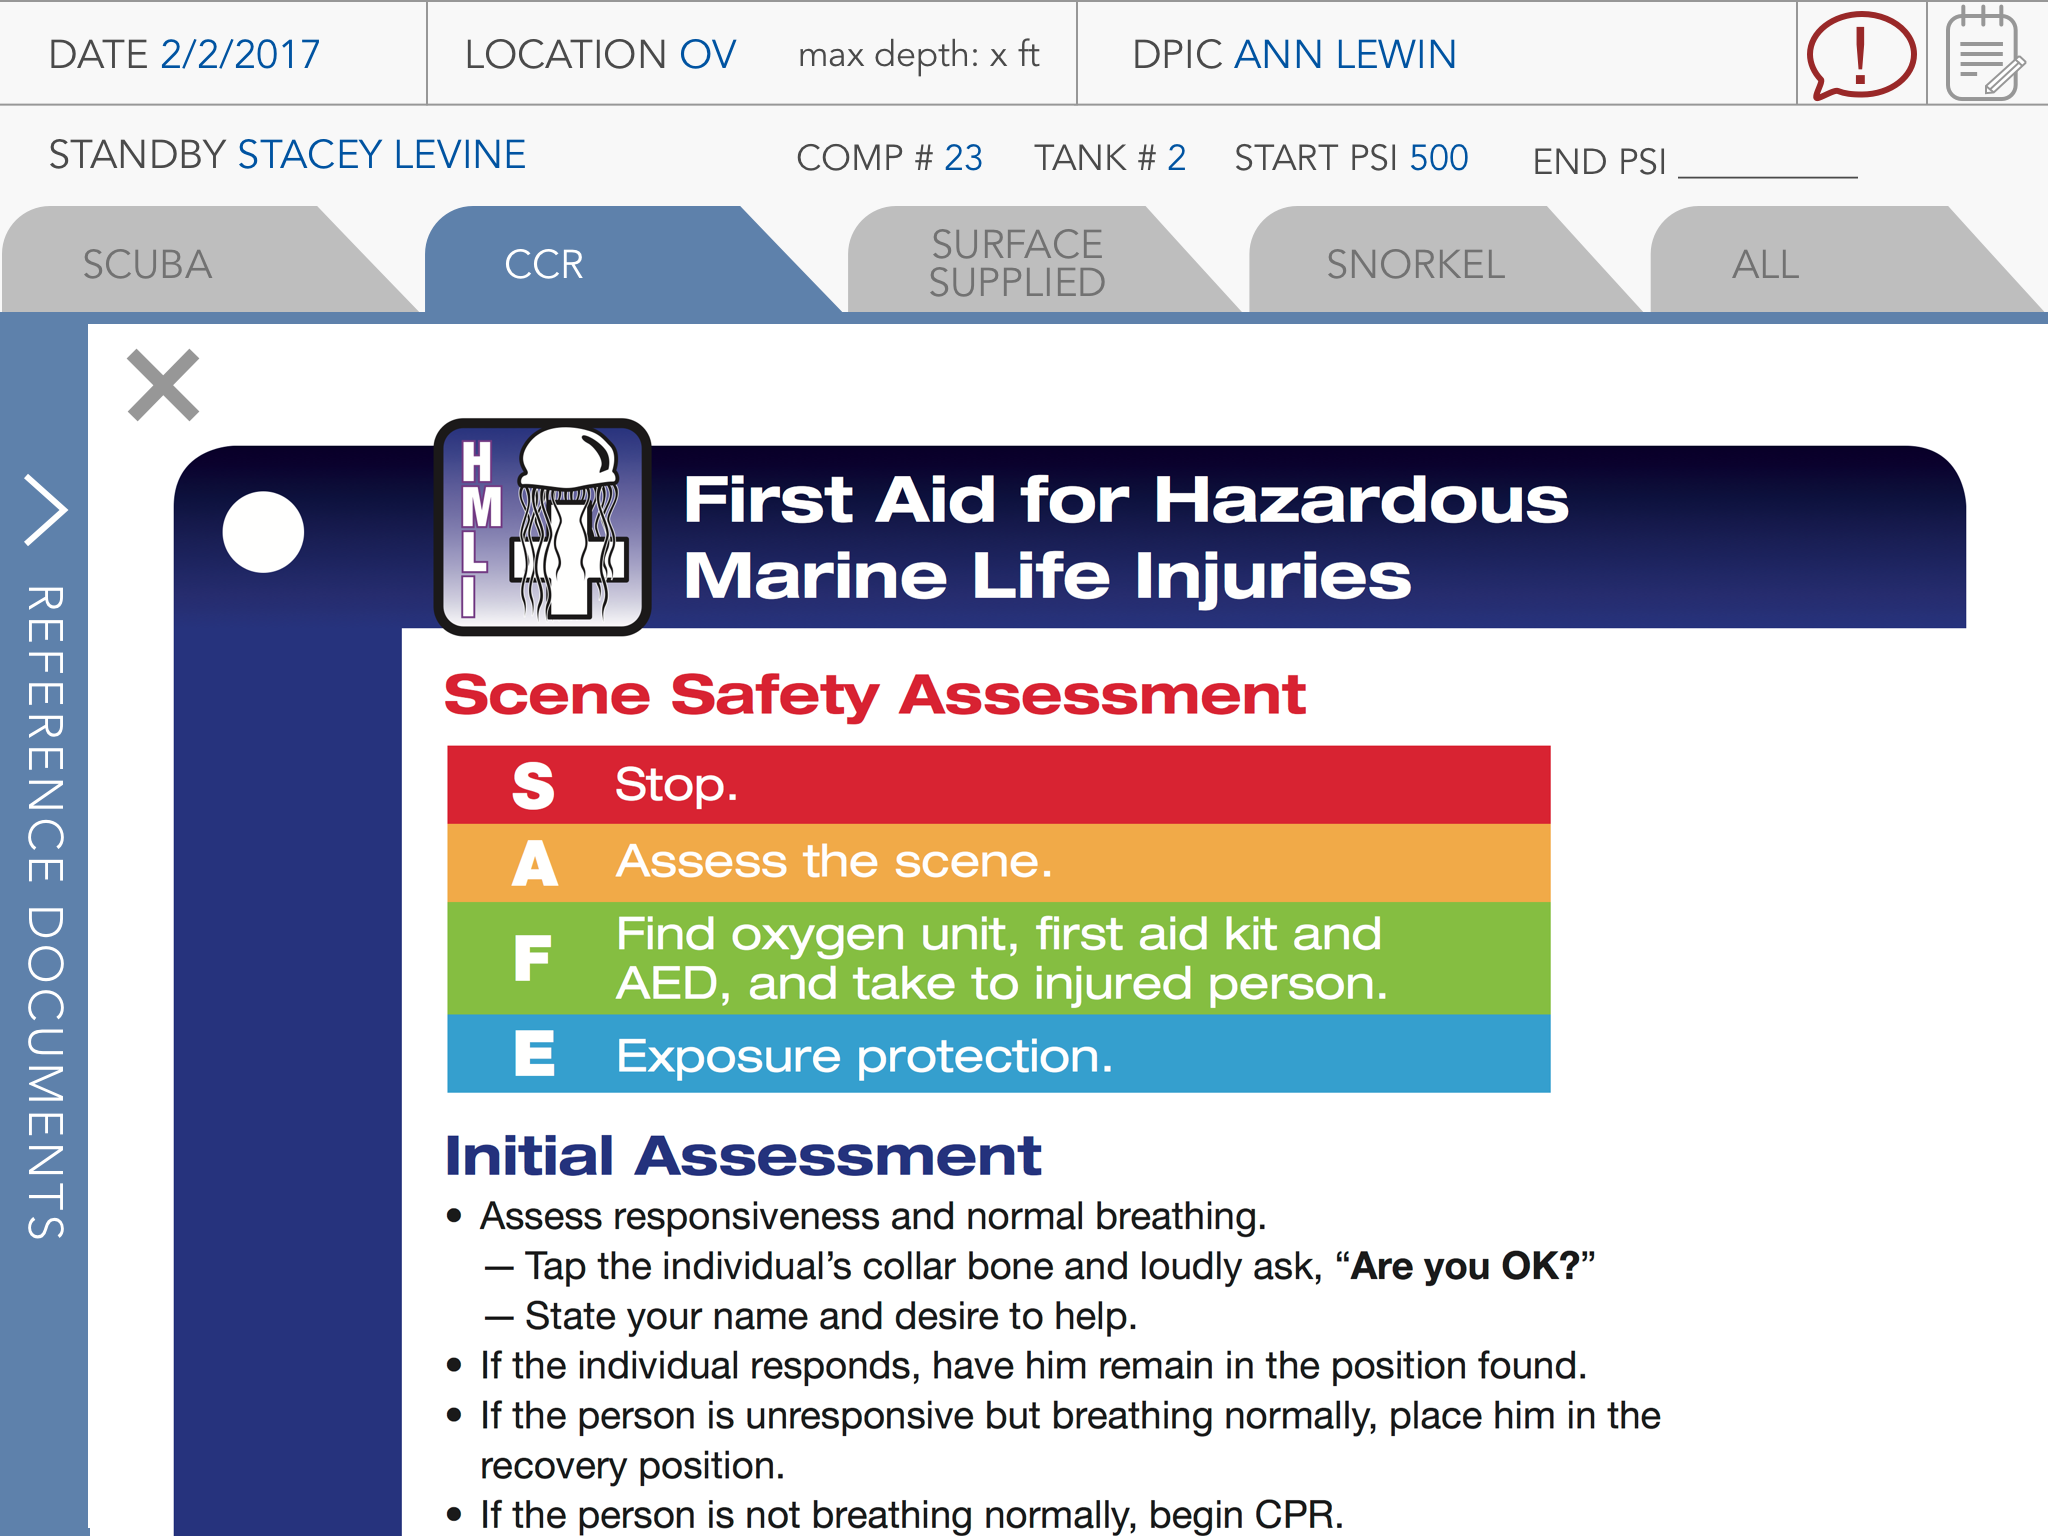 DATE 2/2/2017
LOCATION OV max depth: x ft
DPIC ANN LEWIN
!
STANDBY STACEY LEVINE
COMP # 23 TANK # 2 START PSI 500 END PSI
SCUBA
CCR
SURFACE
SUPPLIED
SNORKEL
ALL
REFERENCE DOCUMENTS
HMLI
First Aid for Hazardous
Marine Life Injuries
Scene Safety Assessment
S Stop.
A Assess the scene.
F Find oxygen unit, first aid kit and
AED, and take to injured person.
E Exposure protection.
Initial Assessment
• Assess responsiveness and normal breathing.
— Tap the individual’s collar bone and loudly ask, “Are you OK?”
— State your name and desire to help.
• If the individual responds, have him remain in the position found.
• If the person is unresponsive but breathing normally, place him in the
recovery position.
• If the person is not breathing normally, begin CPR.